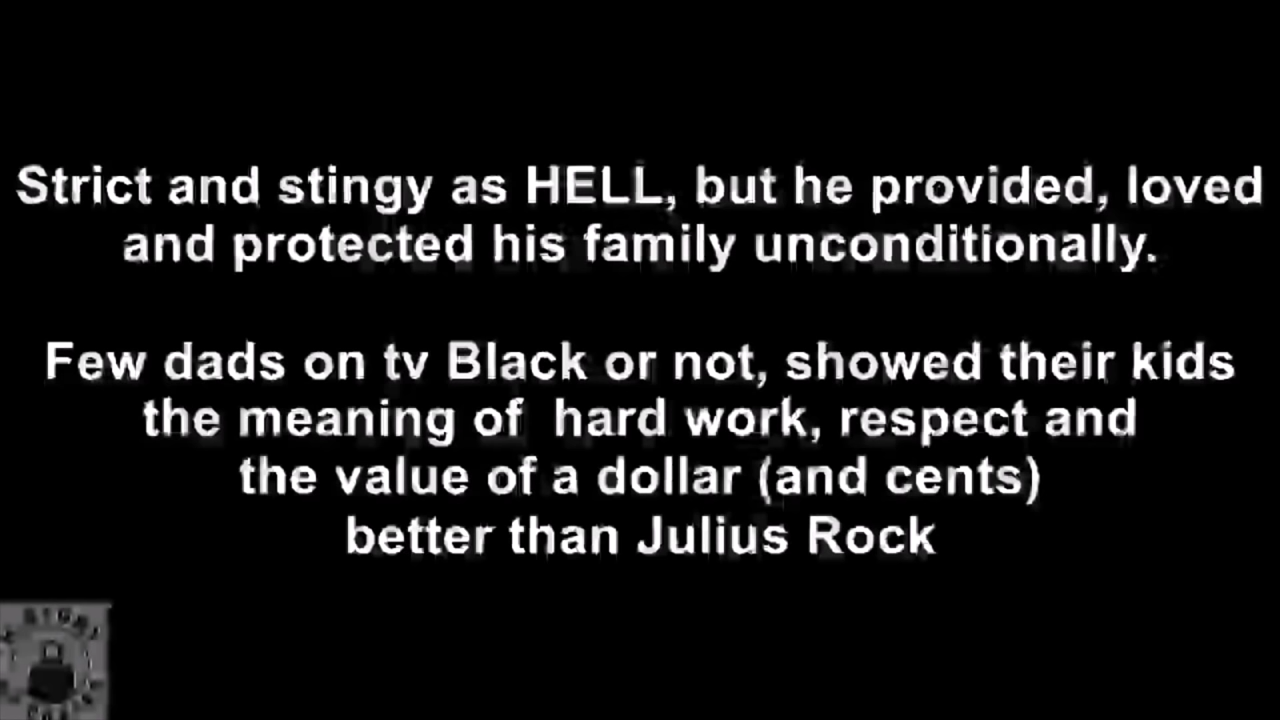 Strict and stingy as HELL, but he provided, loved
and protected his family unconditionally.
Few dads on tv Black or not, showed their kids
the meaning of hard work, respect and
the value of a dollar (and cents)
better than Julius Rock